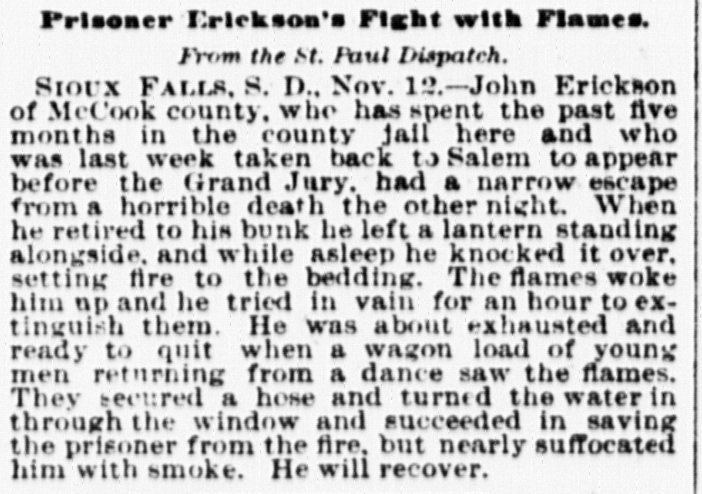 Prisoner Erickson's Fight with Flames.
From the St. Paul Dispatch.
SIOUX FALLS, S. D., Nov. 12.—John Erickson
of McCook county, who has spent the past five
months in the county jail here and who
was last week taken back to Salem to appear
before the Grand Jury, had a narrow escape
from a horrible death the other night. When
he retired to his bunk he left a lantern standing
alongside, and while asleep he knocked it over,
setting fire to the bedding. The flames woke
him up and he tried in vain for an hour to ex-
tinguish them. He was about exhausted and
ready to quit when a wagon load of young
men returning from a dance saw the flames.
They secured a hose and turned the water in
through the window and succeeded in saving
the prisoner from the fire, but nearly suffocated
him with smoke. He will recover.